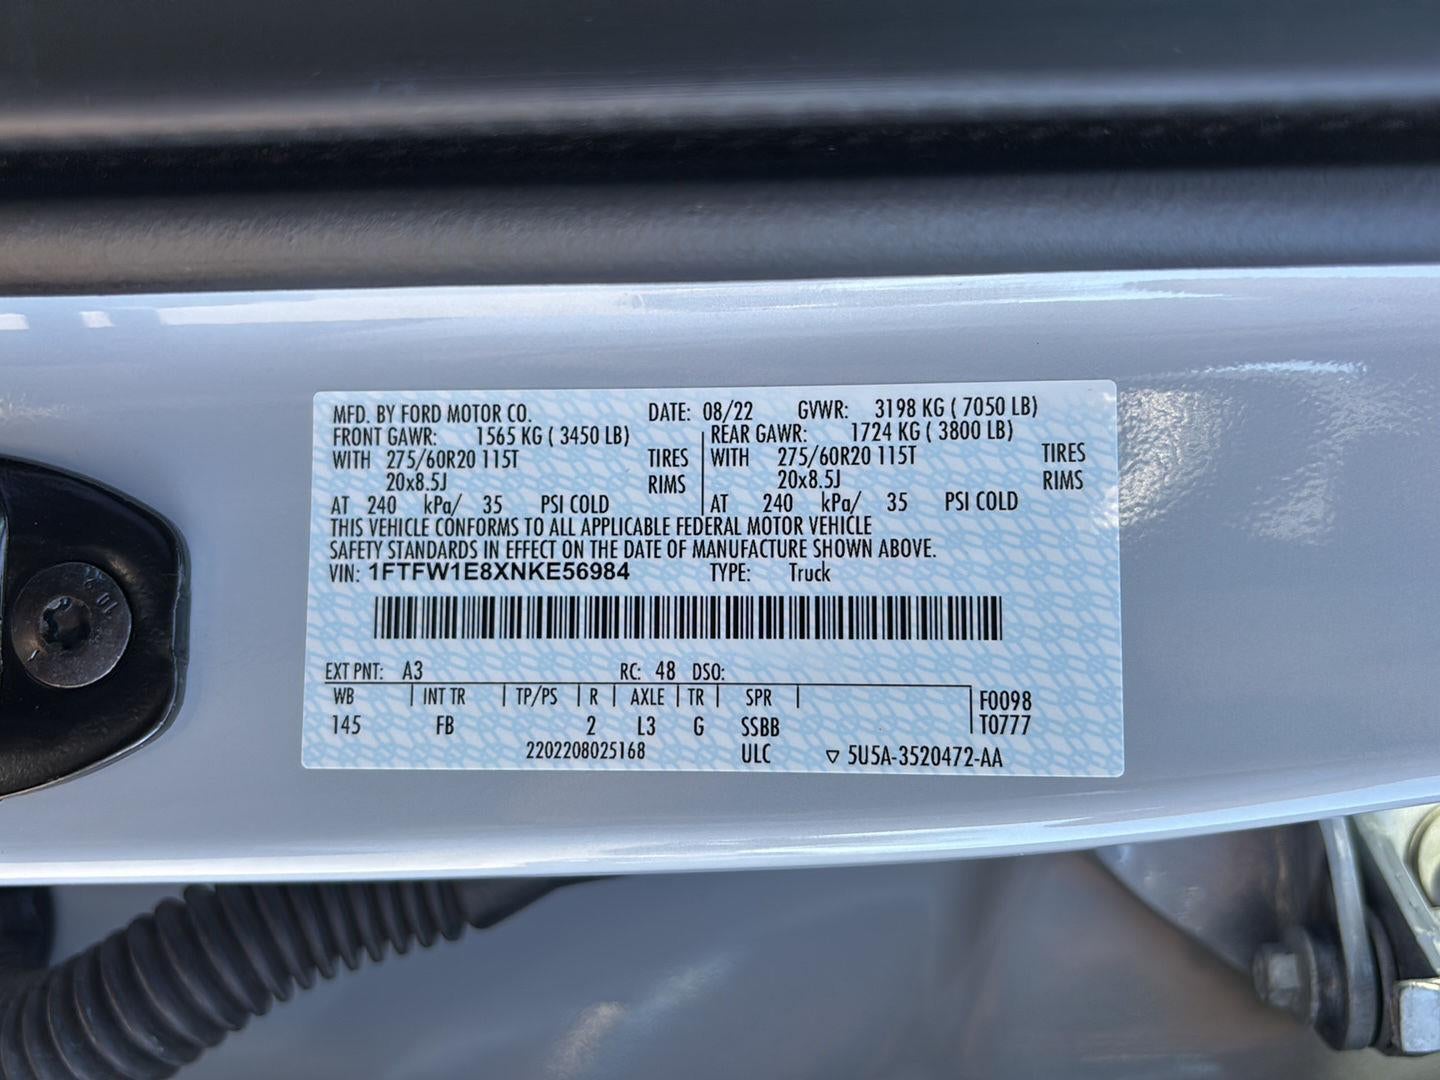 MFD. BY FORD MOTOR CO. DATE: 08/22 GVWR: 3198 KG ( 7050 LB)
FRONT GAWR: 1565 KG ( 3450 LB) REAR GAWR: 1724 KG ( 3800 LB)
WITH 275/60R20 115T TIRES WITH 275/60R20 115T TIRES
20x8.5J RIMS 20x8.5J RIMS
AT 240 kPa/ 35 PSI COLD AT 240 kPa/ 35 PSI COLD
THIS VEHICLE CONFORMS TO ALL APPLICABLE FEDERAL MOTOR VEHICLE
SAFETY STANDARDS IN EFFECT ON THE DATE OF MANUFACTURE SHOWN ABOVE.
VIN: 1FTFW1E8XNKE56984 TYPE: Truck
EXT PNT: A3 RC: 48 DSO:
WB | INT TR | TP/PS | R | AXLE | TR | SPR | F0098
145 FB 2 L3 G SSBB T0777
2202208025168 ULC ▽ 5U5A-3520472-AA